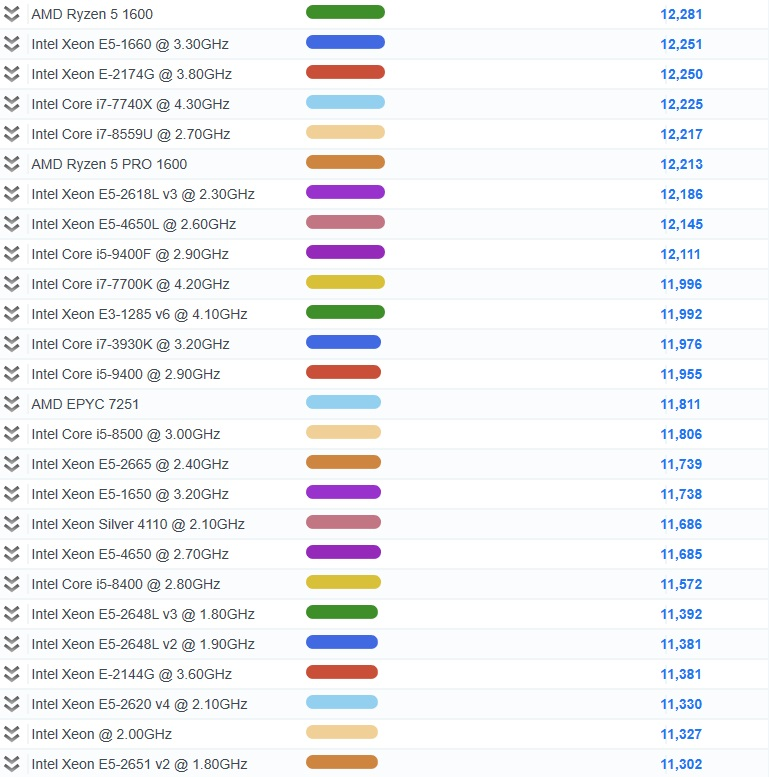 AMD Ryzen 5 1600 12,281
Intel Xeon E5-1660 @ 3.30GHz 12,251
Intel Xeon E-2174G @ 3.80GHz 12,250
Intel Core i7-7740X @ 4.30GHz 12,225
Intel Core i7-8559U @ 2.70GHz 12,217
AMD Ryzen 5 PRO 1600 12,213
Intel Xeon E5-2618L v3 @ 2.30GHz 12,186
Intel Xeon E5-4650L @ 2.60GHz 12,145
Intel Core i5-9400F @ 2.90GHz 12,111
Intel Core i7-7700K @ 4.20GHz 11,996
Intel Xeon E3-1285 v6 @ 4.10GHz 11,992
Intel Core i7-3930K @ 3.20GHz 11,976
Intel Core i5-9400 @ 2.90GHz 11,955
AMD EPYC 7251 11,811
Intel Core i5-8500 @ 3.00GHz 11,806
Intel Xeon E5-2665 @ 2.40GHz 11,739
Intel Xeon E5-1650 @ 3.20GHz 11,738
Intel Xeon Silver 4110 @ 2.10GHz 11,686
Intel Xeon E5-4650 @ 2.70GHz 11,685
Intel Core i5-8400 @ 2.80GHz 11,572
Intel Xeon E5-2648L v3 @ 1.80GHz 11,392
Intel Xeon E5-2648L v2 @ 1.90GHz 11,381
Intel Xeon E-2144G @ 3.60GHz 11,381
Intel Xeon E5-2620 v4 @ 2.10GHz 11,330
Intel Xeon @ 2.00GHz 11,327
Intel Xeon E5-2651 v2 @ 1.80GHz 11,302